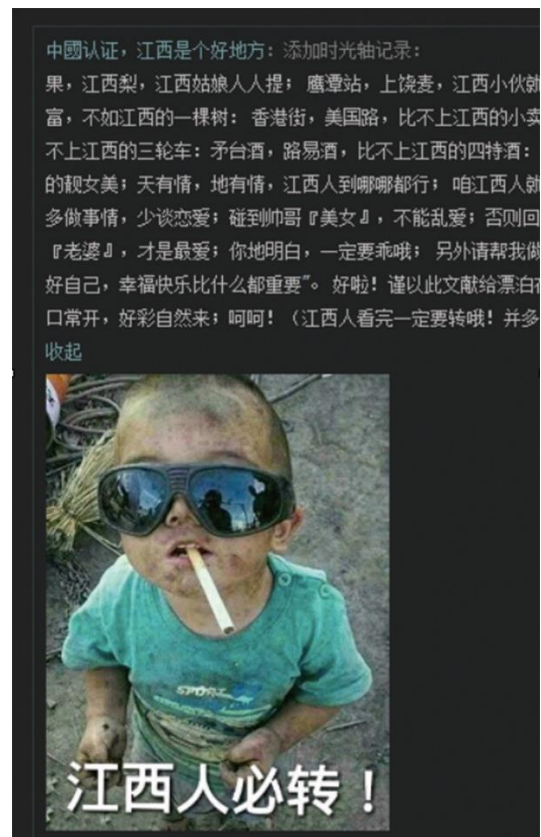 中國认证，江西是个好地方：添加时光轴记录：
果，江西梨，江西姑娘人人提； 鹰潭站，上饶麦，江西小伙就
富，不如江西的一棵树： 香港街，美国路，比不上江西的小卖
不上江西的三轮车：矛台酒，路易酒，比不上江西的四特酒：
的靓女美；天有情，地有情，江西人到哪哪都行； 咱江西人就
多做事情，少谈恋爱；碰到帅哥『美女』，不能乱爱；否则回
『老婆』，才是最爱；你地明白，一定要乖哦； 另外请帮我做
好自己，幸福快乐比什么都重要”。 好啦！谨以此文献给漂泊在
口常开，好彩自然来；呵呵！（江西人看完一定要转哦！并多
收起
SPORT
江西人必转！